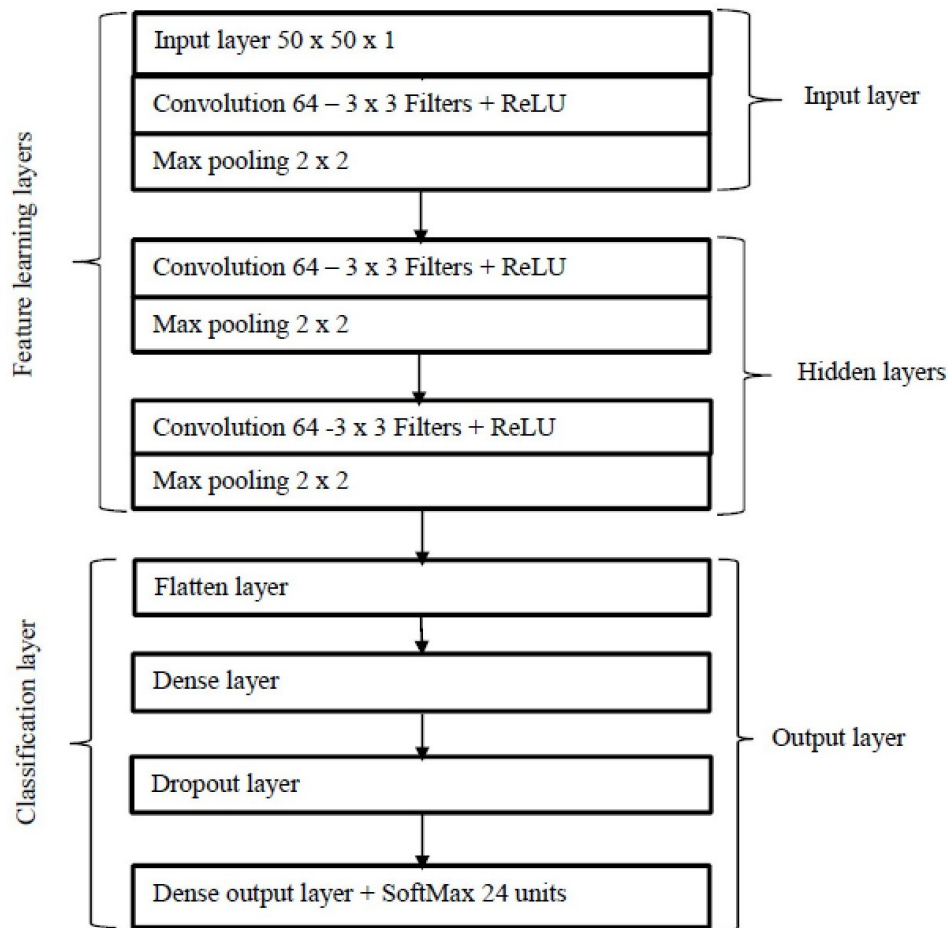 Input layer 50 x 50 x 1
Convolution 64 – 3 x 3 Filters + ReLU
Max pooling 2 x 2
Input layer
Feature learning layers
Convolution 64 – 3 x 3 Filters + ReLU
Max pooling 2 x 2
Convolution 64 -3 x 3 Filters + ReLU
Max pooling 2 x 2
Hidden layers
Flatten layer
Dense layer
Dropout layer
Dense output layer + SoftMax 24 units
Classification layer
Output layer